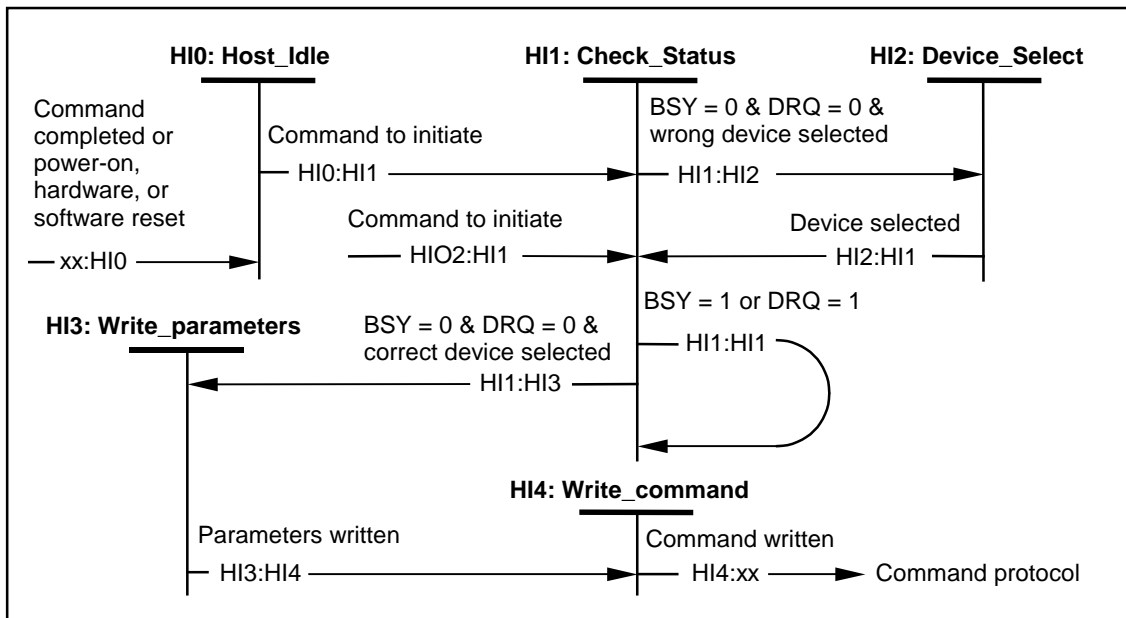 HI0: Host_Idle
HI1: Check_Status
HI2: Device_Select
Command
completed or
power-on,
hardware, or
software reset
xx:HI0
Command to initiate
HI0:HI1
BSY = 0 & DRQ = 0 &
wrong device selected
HI1:HI2
Command to initiate
HIO2:HI1
Device selected
HI2:HI1
HI3: Write_parameters
BSY = 0 & DRQ = 0 &
correct device selected
HI1:HI3
BSY = 1 or DRQ = 1
HI1:HI1
HI4: Write_command
Parameters written
HI3:HI4
Command written
HI4:xx
Command protocol